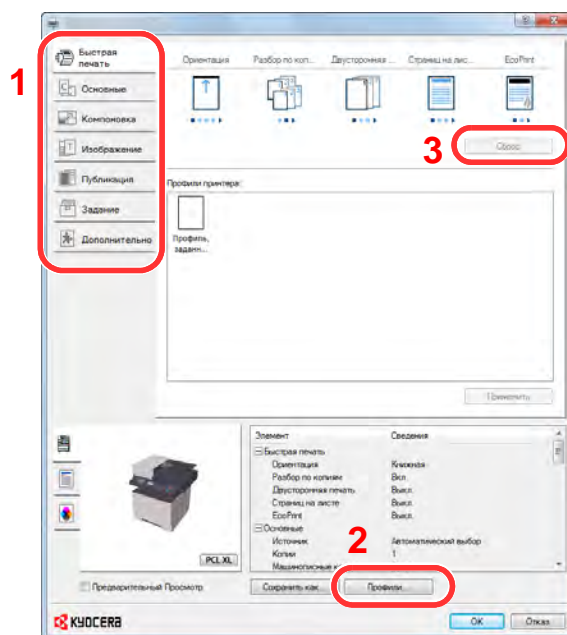 1
Быстрая
печать
Основные
Компоновка
Изображение
Публикация
Задание
Дополнительно
Ориентация
Разбор по коп...
Двусторонняя ...
Страниц на лис...
EcoPrint
3
Сброс
Профили принтера:
Профиль,
заданн...
Применить
Элемент Сведения
Быстрая печать
Ориентация Книжная
Разбор по копиям Вкл.
Двусторонняя печать Выкл.
Страниц на листе Выкл.
EcoPrint Выкл.
Основные
Источник Автоматический выбор
Копии 1
2
PCL XL
Предварительный Просмотр
Сохранить как...
Профили...
KYOCERA
OK
Отказ